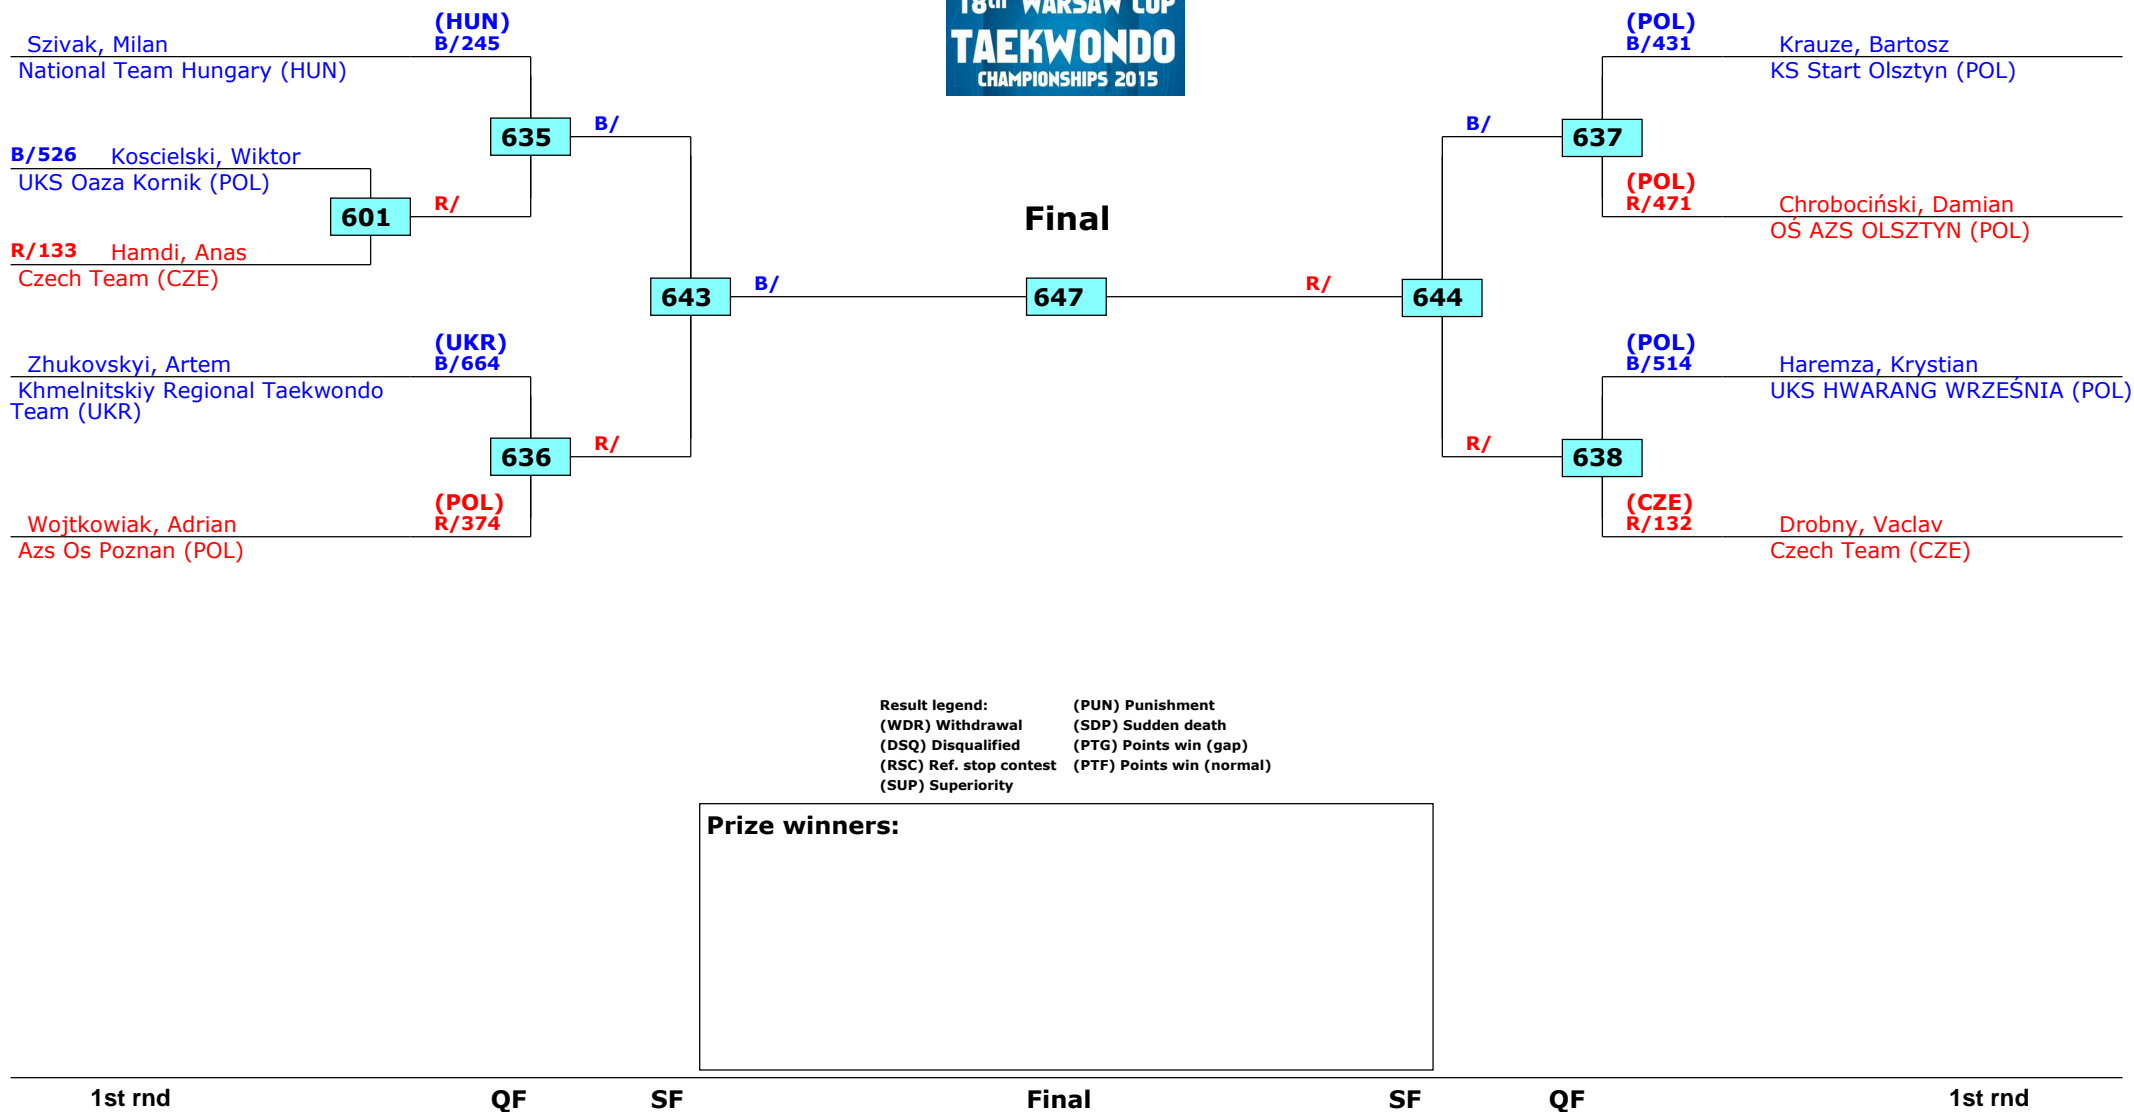 18th WARSAW CUP
TAEKWONDO
CHAMPIONSHIPS 2015
(HUN)
Szivak, Milan B/245
National Team Hungary (HUN)
635
B/
B/526 Koscielski, Wiktor
UKS Oaza Kornik (POL)
601
R/
R/133 Hamdi, Anas
Czech Team (CZE)
643
B/
(UKR)
Zhukovskyi, Artem B/664
Khmelnitskiy Regional Taekwondo
Team (UKR)
636
R/
(POL)
Wojtkowiak, Adrian R/374
Azs Os Poznan (POL)
Final
647
(POL)
B/431 Krauze, Bartosz
KS Start Olsztyn (POL)
B/
637
(POL)
R/471 Chrobociński, Damian
OŚ AZS OLSZTYN (POL)
R/
644
(POL)
B/514 Haremza, Krystian
UKS HWARANG WRZEŚNIA (POL)
R/
638
(CZE)
R/132 Drobny, Vaclav
Czech Team (CZE)
Result legend: (PUN) Punishment
(WDR) Withdrawal (SDP) Sudden death
(DSQ) Disqualified (PTG) Points win (gap)
(RSC) Ref. stop contest (PTF) Points win (normal)
(SUP) Superiority
Prize winners:
1st rnd QF SF Final SF QF 1st rnd